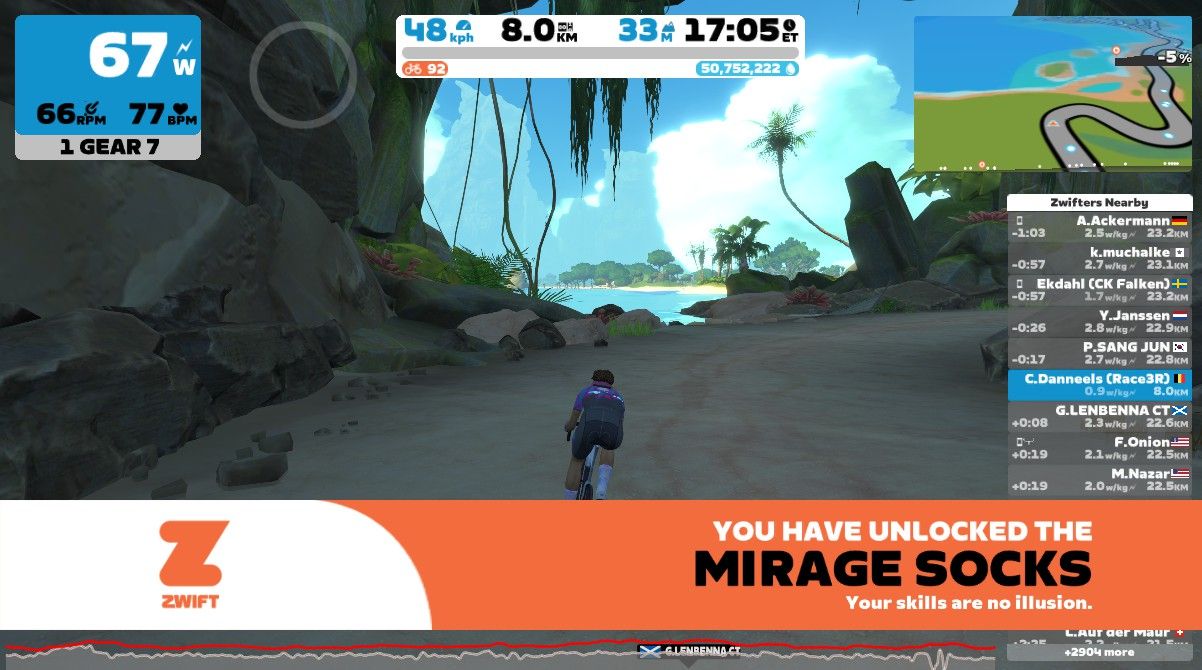 67 W
66 RPM 77 BPM
1 GEAR 7
48 kph 8.0 KM 33 M 17:05 ET
92 50,752,222
-5%
Zwifters Nearby
A.Ackermann
-1:03 2.5 w/kg 23.2KM
k.muchalke
-0:57 2.7 w/kg 23.1KM
Ekdahl (CK Falken)
-0:57 1.7 w/kg 23.2KM
Y.Janssen
-0:26 2.8 w/kg 22.9KM
P.SANG JUN
-0:17 2.7 w/kg 22.8KM
C.Danneels (Race3R)
0.9 w/kg 8.0KM
G.LENBENNA CT
+0:08 2.3 w/kg 22.6KM
F.Onion
+0:19 2.1 w/kg 22.5KM
M.Nazar
+0:19 2.0 w/kg 22.5KM
YOU HAVE UNLOCKED THE
MIRAGE SOCKS
Your skills are no illusion.
ZWIFT
L.Auf der Maur
+2904 more
G.LENBENNA CT